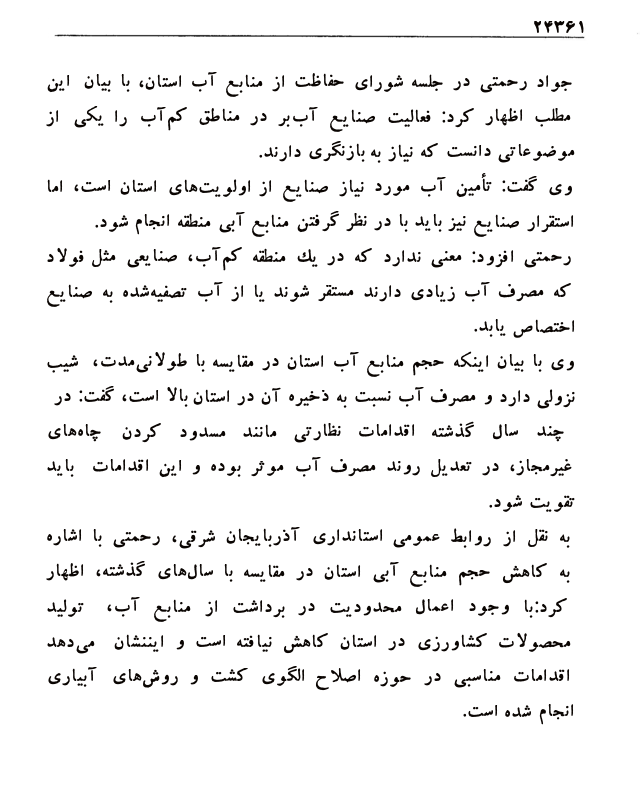 ۲۴۳۶۱
جواد رحمتی در جلسه شورای حفاظت از منابع آب استان، با بیان این
مطلب اظهار کرد: فعالیت صنایع آب‌بر در مناطق کم‌آب را یکی از
موضوعاتی دانست که نیاز به بازنگری دارند.
وی گفت: تأمین آب مورد نیاز صنایع از اولویت‌های استان است، اما
استقرار صنایع نیز باید با در نظر گرفتن منابع آبی منطقه انجام شود.
رحمتی افزود: معنی ندارد که در یك منطقه کم‌آب، صنایعی مثل فولاد
که مصرف آب زیادی دارند مستقر شوند یا از آب تصفیه‌شده به صنایع
اختصاص یابد.
وی با بیان اینکه حجم منابع آب استان در مقایسه با طولانی‌مدت، شیب
نزولی دارد و مصرف آب نسبت به ذخیره آن در استان بالا است، گفت: در
چند سال گذشته اقدامات نظارتی مانند مسدود کردن چاه‌های
غیرمجاز، در تعدیل روند مصرف آب موثر بوده و این اقدامات باید
تقویت شود.
به نقل از روابط عمومی استانداری آذربایجان شرقی، رحمتی با اشاره
به کاهش حجم منابع آبی استان در مقایسه با سال‌های گذشته، اظهار
کرد:با وجود اعمال محدودیت در برداشت از منابع آب، تولید
محصولات کشاورزی در استان کاهش نیافته است و ایننشان می‌دهد
اقدامات مناسبی در حوزه اصلاح الگوی کشت و روش‌های آبیاری
انجام شده است.